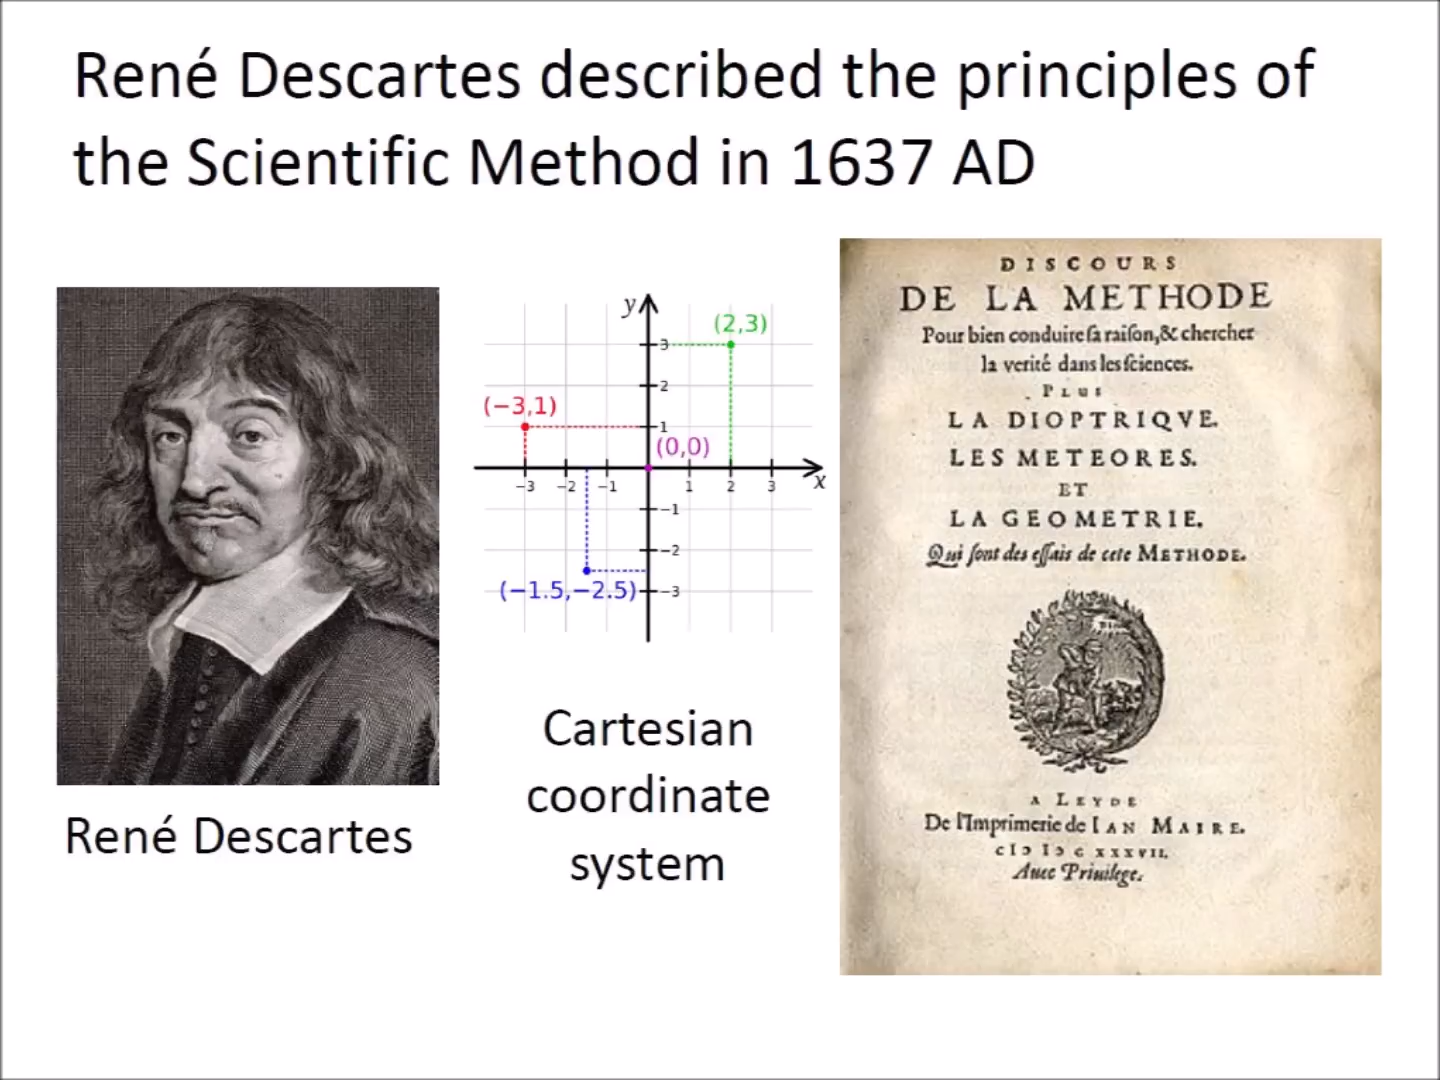 René Descartes described the principles of
the Scientific Method in 1637 AD
René Descartes
y
(2,3)
3
2
(−3,1)
1
(0,0)
−3 −2 −1 1 2 3 x
−1
−2
(−1.5,−2.5)
−3
Cartesian
coordinate
system
DISCOURS
DE LA METHODE
Pour bien conduire ſa raiſon, & chercher
la verité dans les ſciences.
PLUS
LA DIOPTRIQVE.
LES METEORES.
ET
LA GEOMETRIE.
Qui ſont des eſſais de cete METHODE.
A LEYDE
De l'Imprimerie de IAN MAIRE.
cIↄ Iↄ c XXXVII.
Auec Priuilege.